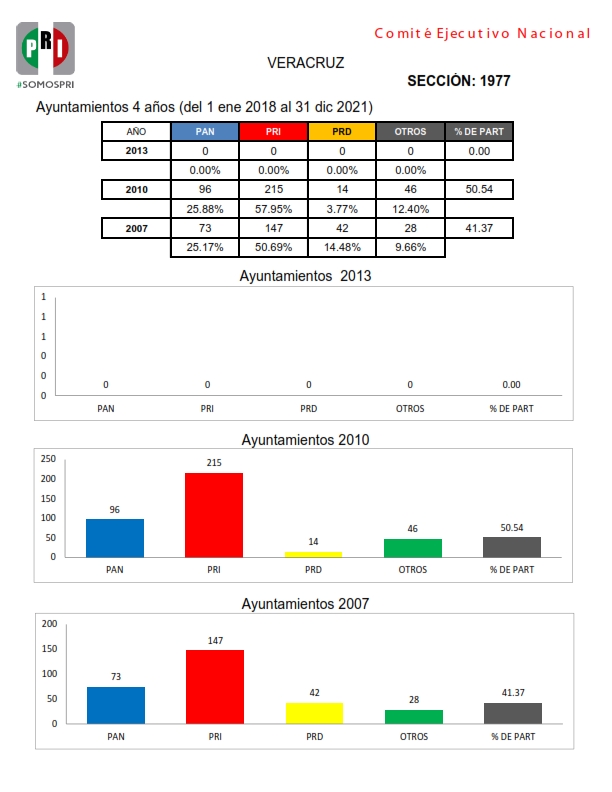 Comité Ejecutivo Nacional
PRI
#SOMOSPRI
VERACRUZ
SECCIÓN: 1977
Ayuntamientos 4 años (del 1 ene 2018 al 31 dic 2021)
AÑO PAN PRI PRD OTROS % DE PART
2013 0 0 0 0 0.00
0.00% 0.00% 0.00% 0.00%
2010 96 215 14 46 50.54
25.88% 57.95% 3.77% 12.40%
2007 73 147 42 28 41.37
25.17% 50.69% 14.48% 9.66%
Ayuntamientos 2013
1
1
1
0
0
0
0 0 0 0 0.00
PAN PRI PRD OTROS % DE PART
Ayuntamientos 2010
250
200
150
100
50
0
96 215 14 46 50.54
PAN PRI PRD OTROS % DE PART
Ayuntamientos 2007
200
150
100
50
0
73 147 42 28 41.37
PAN PRI PRD OTROS % DE PART